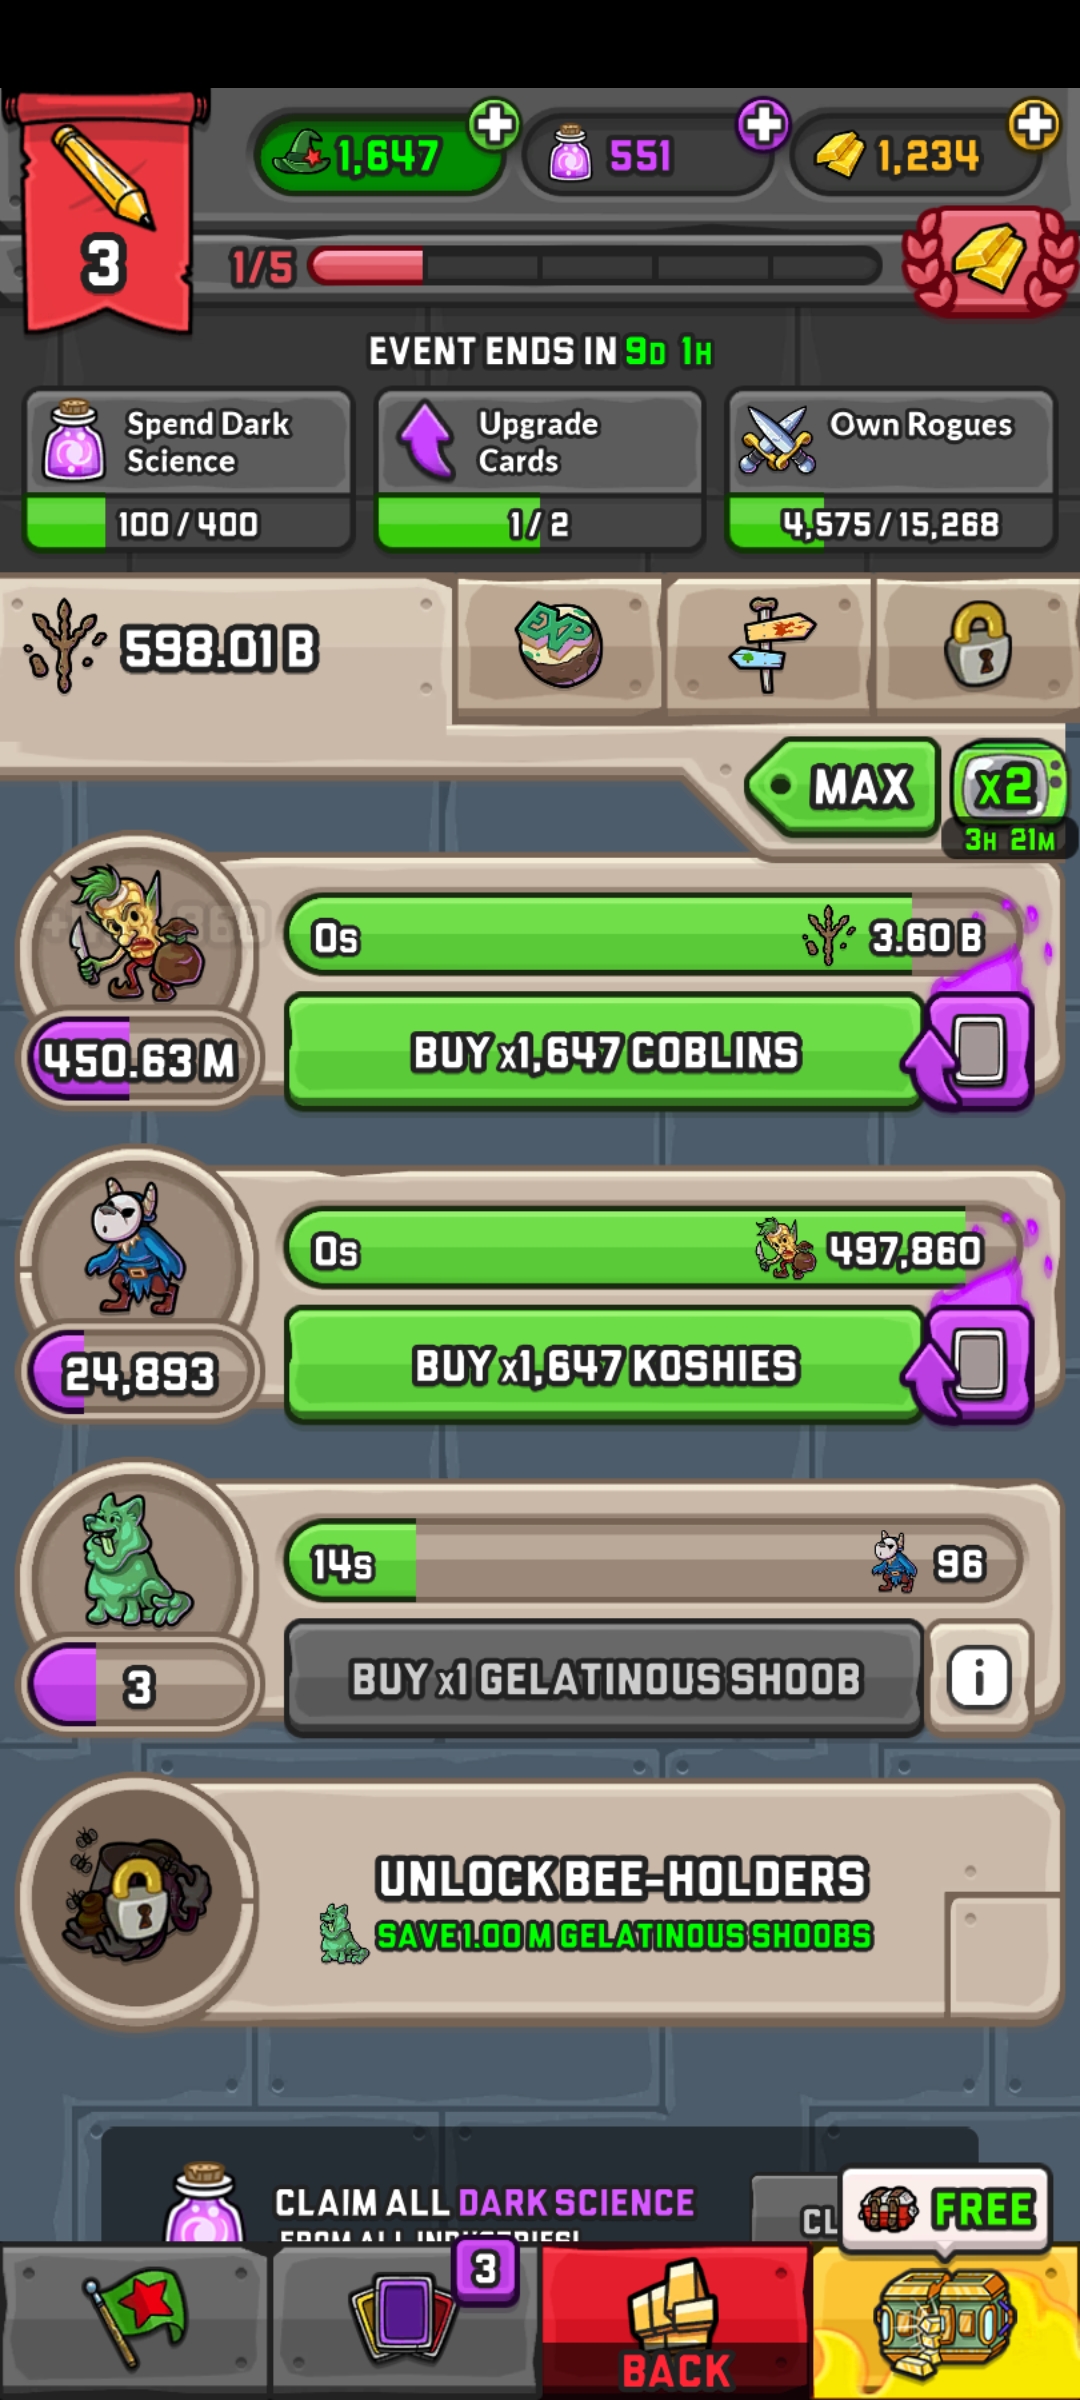 1,647
551
1,234
3
1/5
EVENT ENDS IN 9D 1H
Spend Dark Science
100 / 400
Upgrade Cards
1 / 2
Own Rogues
4,575 / 15,268
598.01 B
EXP
MAX
x2
3H 21M
0s
3.60 B
450.63 M
BUY x1,647 COBLINS
0s
497,860
24,893
BUY x1,647 KOSHIES
14s
96
3
BUY x1 GELATINOUS SHOOB
i
UNLOCK BEE-HOLDERS
SAVE 1.00 M GELATINOUS SHOOBS
CLAIM ALL DARK SCIENCE
FROM ALL INDUSTRIES!
CL
FREE
3
BACK